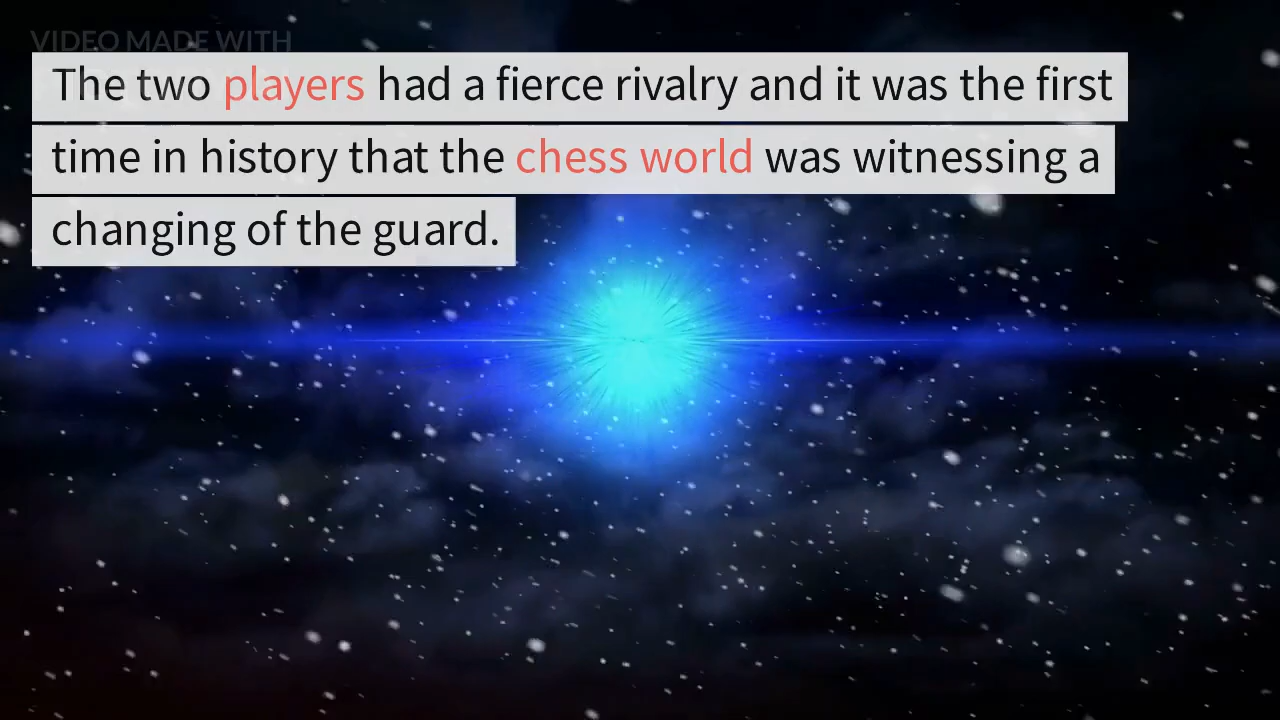 VIDEO MADE WITH
The two players had a fierce rivalry and it was the first
time in history that the chess world was witnessing a
changing of the guard.